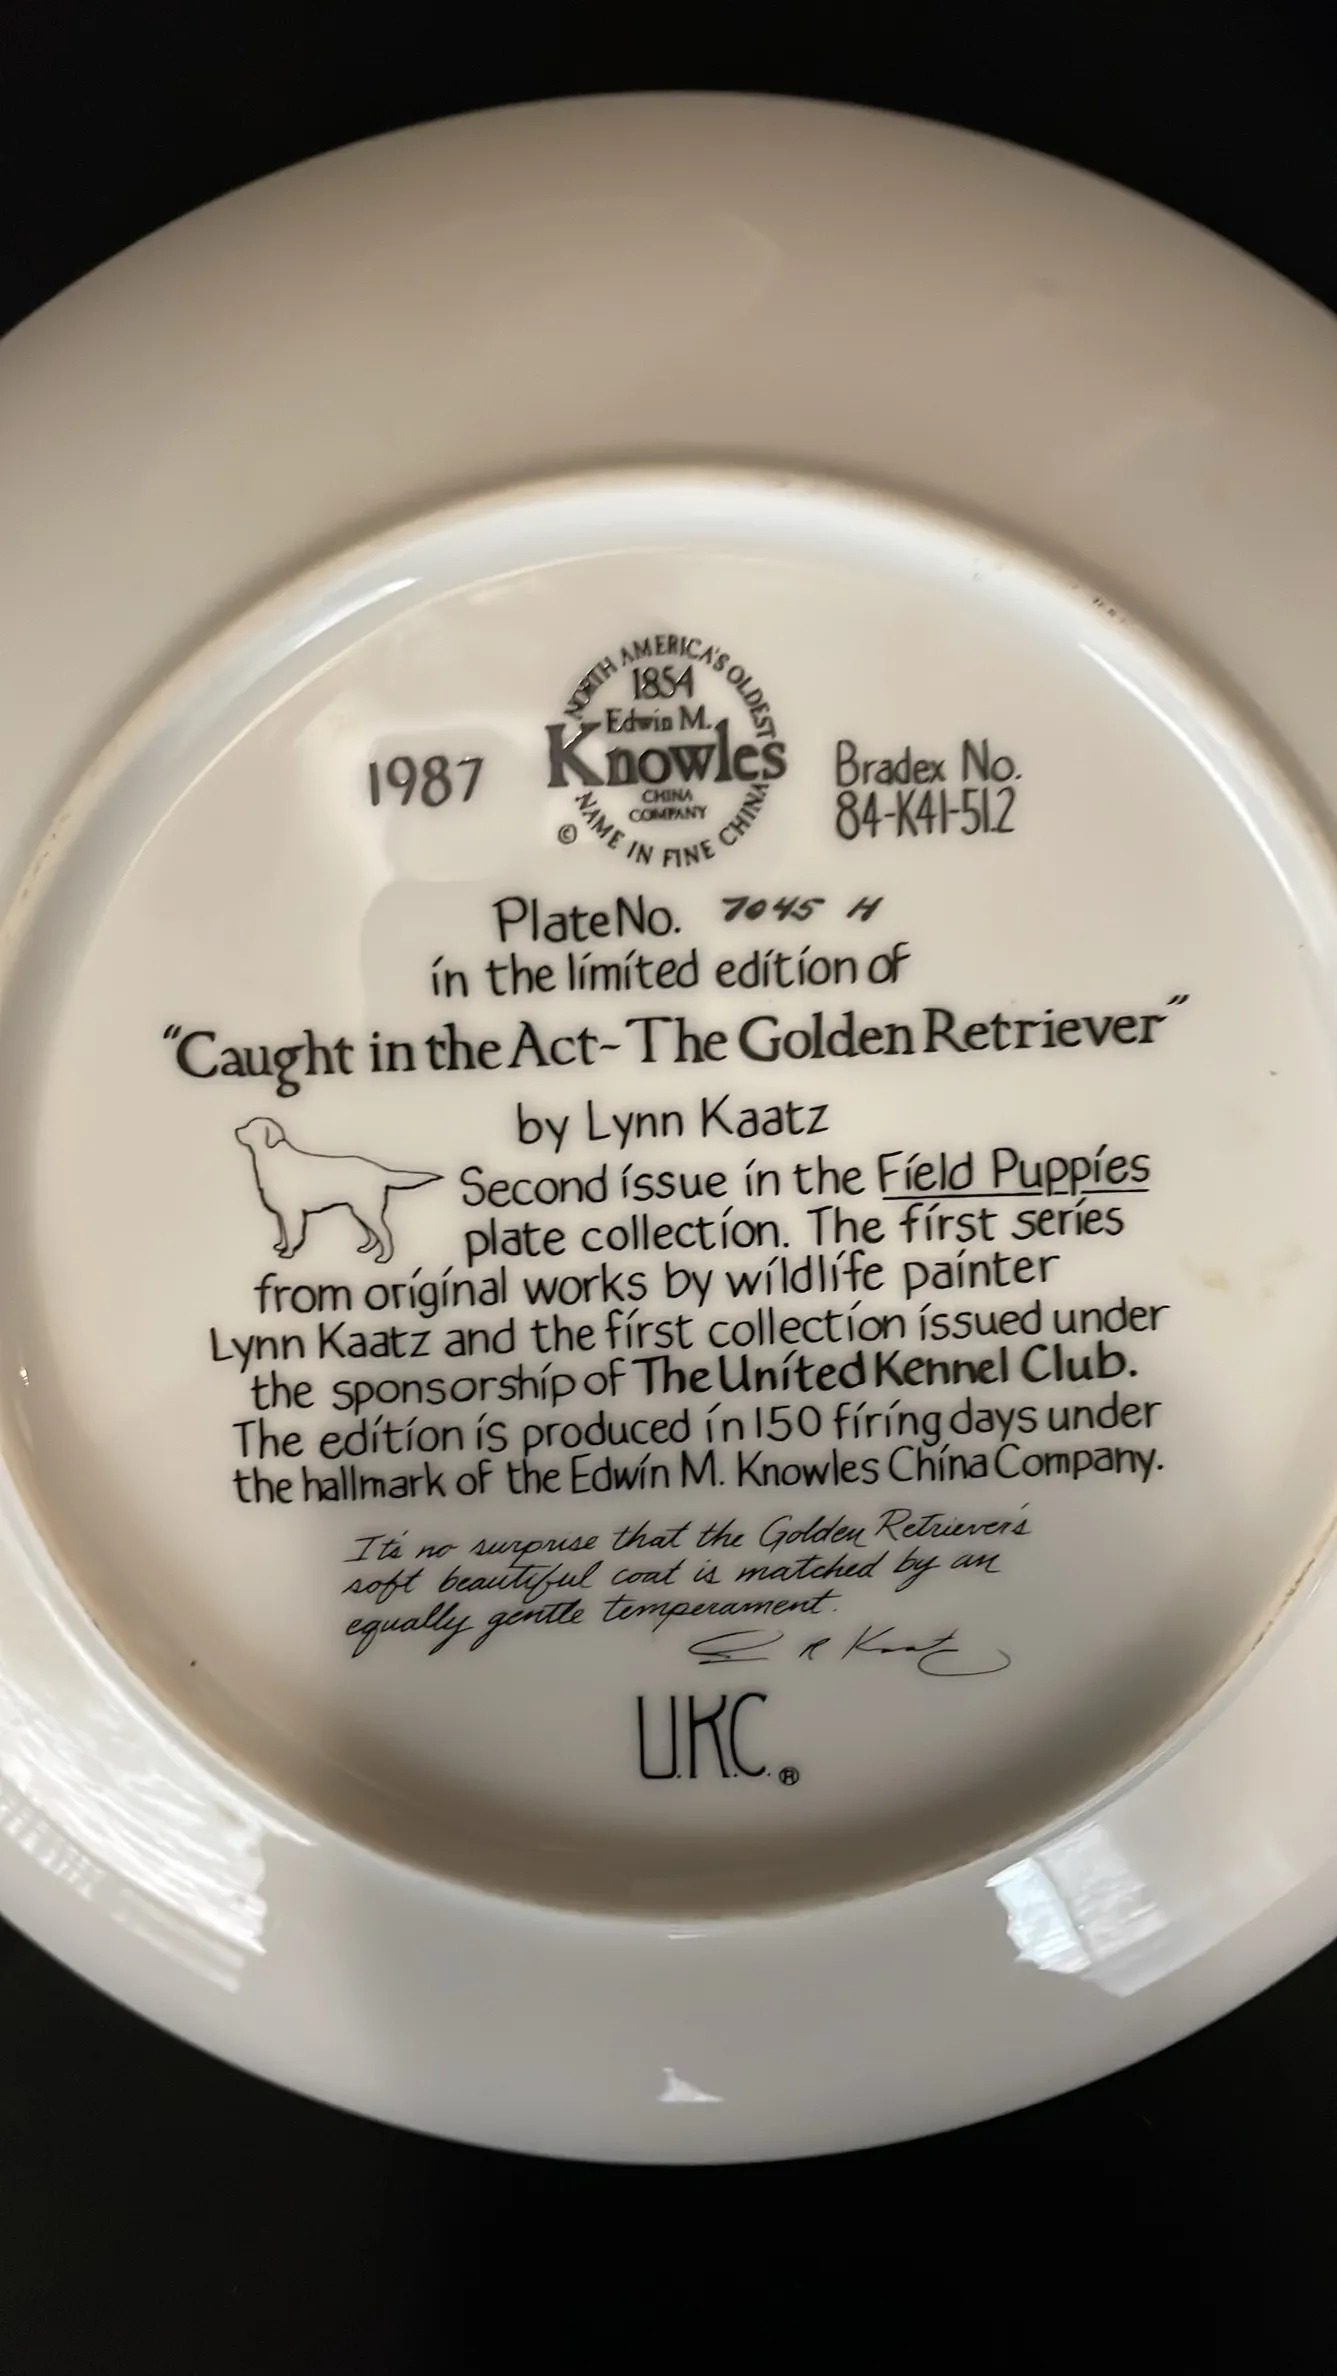 NORTH AMERICA'S OLDEST
1854
Edwin M.
Knowles
CHINA
COMPANY
NAME IN FINE CHINA
©
1987
Bradex No.
84-K41-51.2
Plate No. 7045 H
in the limited edition of
"Caught in the Act~The Golden Retriever"
by Lynn Kaatz
Second issue in the Field Puppies
plate collection. The first series
from original works by wildlife painter
Lynn Kaatz and the first collection issued under
the sponsorship of The United Kennel Club.
The edition is produced in 150 firing days under
the hallmark of the Edwin M. Knowles China Company.
It's no surprise that the Golden Retriever's
soft beautiful coat is matched by an
equally gentle temperament.
R Kaatz
U.K.C.®